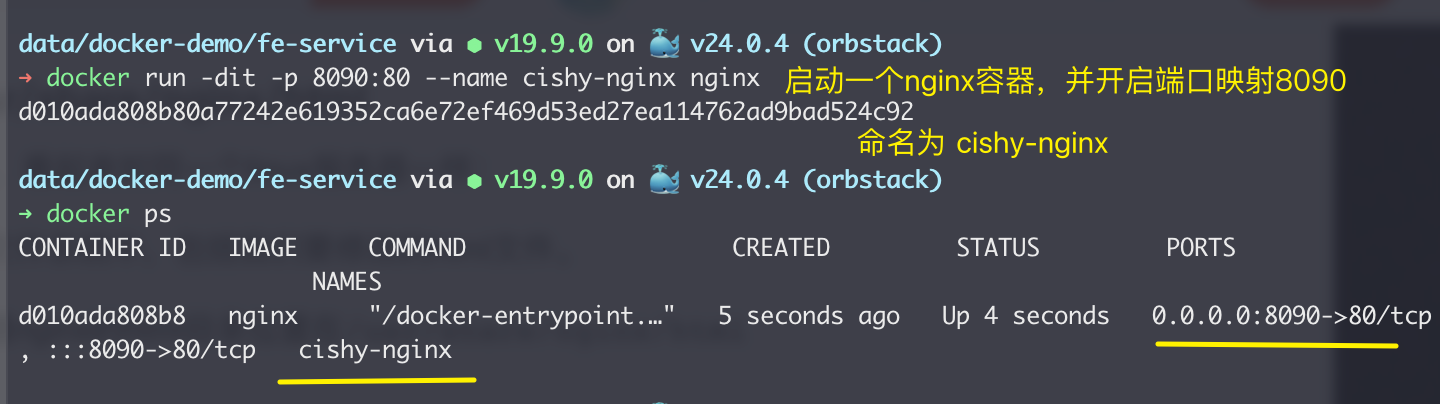 data/docker-demo/fe-service via ⬢ v19.9.0 on 🐳 v24.0.4 (orbstack)
→ docker run -dit -p 8090:80 --name cishy-nginx nginx 启动一个nginx容器，并开启端口映射8090
d010ada808b80a77242e619352ca6e72ef469d53ed27ea114762ad9bad524c92
命名为 cishy-nginx
data/docker-demo/fe-service via ⬢ v19.9.0 on 🐳 v24.0.4 (orbstack)
→ docker ps
CONTAINER ID IMAGE COMMAND CREATED STATUS PORTS
NAMES
d010ada808b8 nginx "/docker-entrypoint.…" 5 seconds ago Up 4 seconds 0.0.0.0:8090->80/tcp
, :::8090->80/tcp cishy-nginx